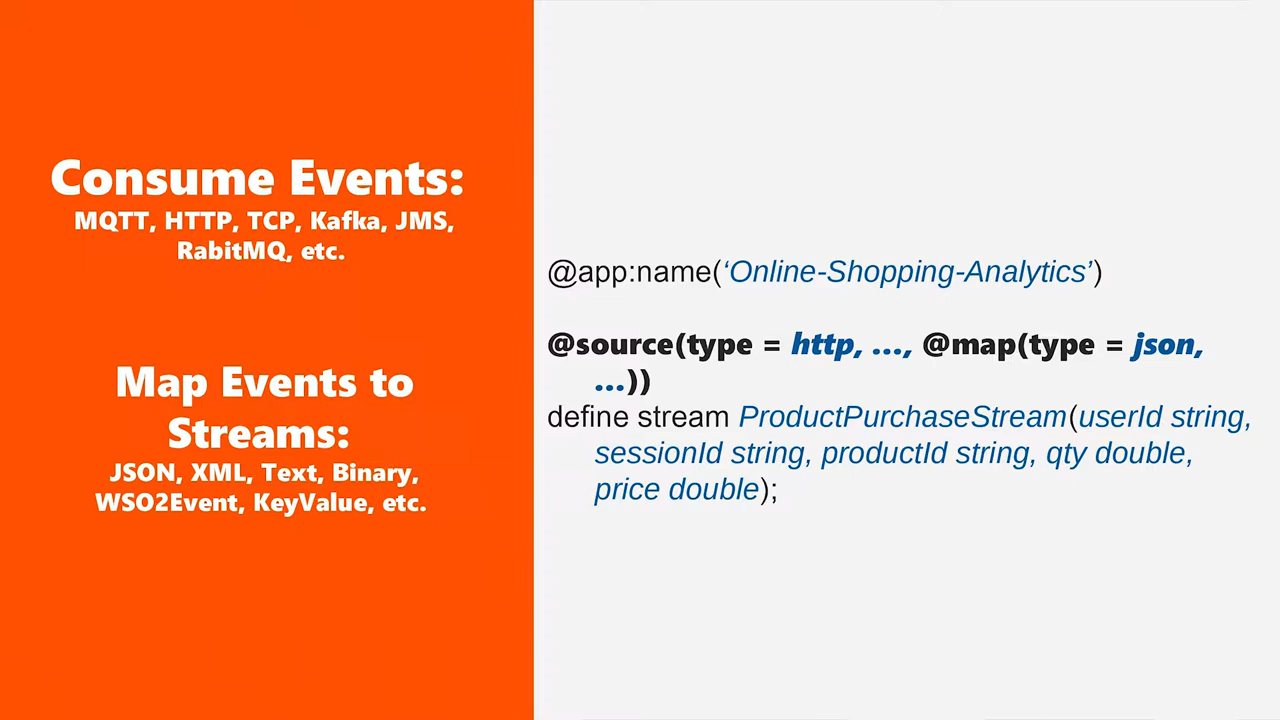 Consume Events:
MQTT, HTTP, TCP, Kafka, JMS,
RabitMQ, etc.
Map Events to
Streams:
JSON, XML, Text, Binary,
WSO2Event, KeyValue, etc.
@app:name(‘Online-Shopping-Analytics’)
@source(type = http, ..., @map(type = json,
...))
define stream ProductPurchaseStream(userId string,
sessionId string, productId string, qty double,
price double);